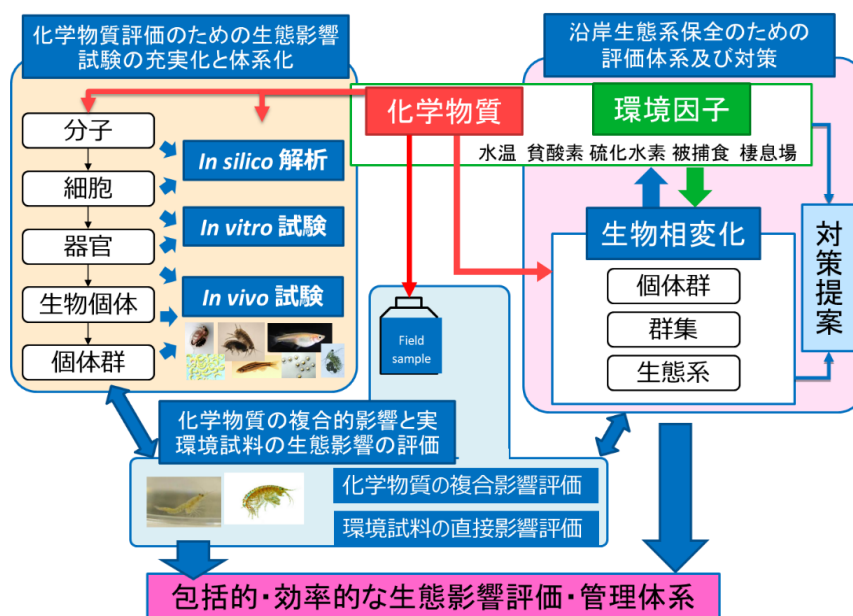 化学物質評価のための生態影響
試験の充実化と体系化
沿岸生態系保全のための
評価体系及び対策
化学物質
環境因子
水温 貧酸素 硫化水素 被捕食 棲息場
分子
細胞
器官
生物個体
個体群
In silico 解析
In vitro 試験
In vivo 試験
Field
sample
生物相変化
個体群
群集
生態系
対策提案
化学物質の複合的影響と実
環境試料の生態影響の評価
化学物質の複合影響評価
環境試料の直接影響評価
包括的・効率的な生態影響評価・管理体系